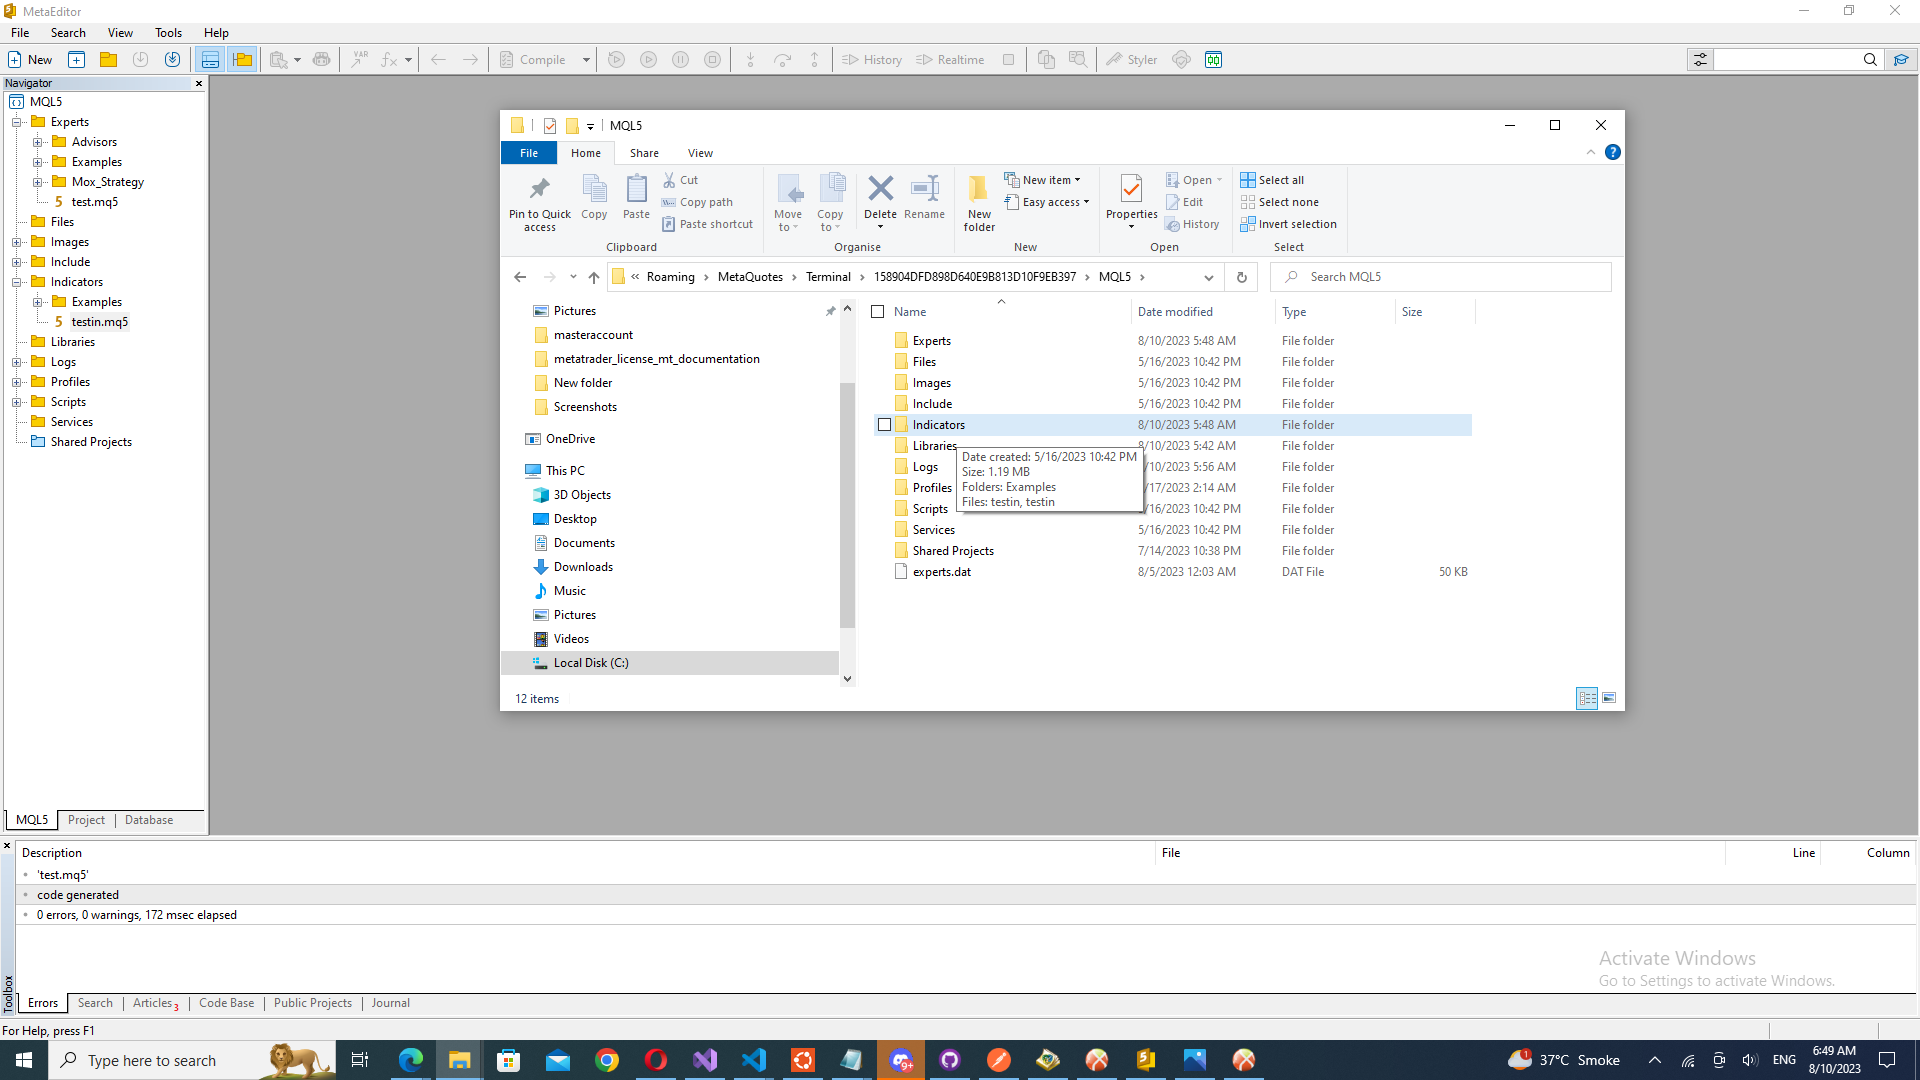 MetaEditor
File Search View Tools Help
New Compile History Realtime Styler
Navigator
MQL5
Experts
Advisors
Examples
Mox_Strategy
test.mq5
Files
Images
Include
Indicators
Examples
testin.mq5
Libraries
Logs
Profiles
Scripts
Services
Shared Projects
MQL5 Project Database
MQL5
File Home Share View
Pin to Quick access
Copy
Paste
Cut
Copy path
Paste shortcut
Clipboard
Move to
Copy to
Delete
Rename
Organise
New folder
New item
Easy access
New
Properties
Open
Edit
History
Open
Select all
Select none
Invert selection
Select
« Roaming > MetaQuotes > Terminal > 158904DFD898D640E9B813D10F9EB397 > MQL5 >
Search MQL5
Pictures
masteraccount
metatrader_license_mt_documentation
New folder
Screenshots
OneDrive
This PC
3D Objects
Desktop
Documents
Downloads
Music
Pictures
Videos
Local Disk (C:)
Name Date modified Type Size
Experts 8/10/2023 5:48 AM File folder
Files 5/16/2023 10:42 PM File folder
Images 5/16/2023 10:42 PM File folder
Include 5/16/2023 10:42 PM File folder
Indicators 8/10/2023 5:48 AM File folder
Libraries 8/10/2023 5:42 AM File folder
Logs /10/2023 5:56 AM File folder
Profiles /17/2023 2:14 AM File folder
Scripts /16/2023 10:42 PM File folder
Services 5/16/2023 10:42 PM File folder
Shared Projects 7/14/2023 10:38 PM File folder
experts.dat 8/5/2023 12:03 AM DAT File 50 KB
Date created: 5/16/2023 10:42 PM
Size: 1.19 MB
Folders: Examples
Files: testin, testin
12 items
Description File Line Column
'test.mq5'
code generated
0 errors, 0 warnings, 172 msec elapsed
Activate Windows
Go to Settings to activate Windows.
Toolbox
Errors Search Articles 3 Code Base Public Projects Journal
For Help, press F1
Type here to search
9+
1
37°C Smoke
ENG
6:49 AM
8/10/2023